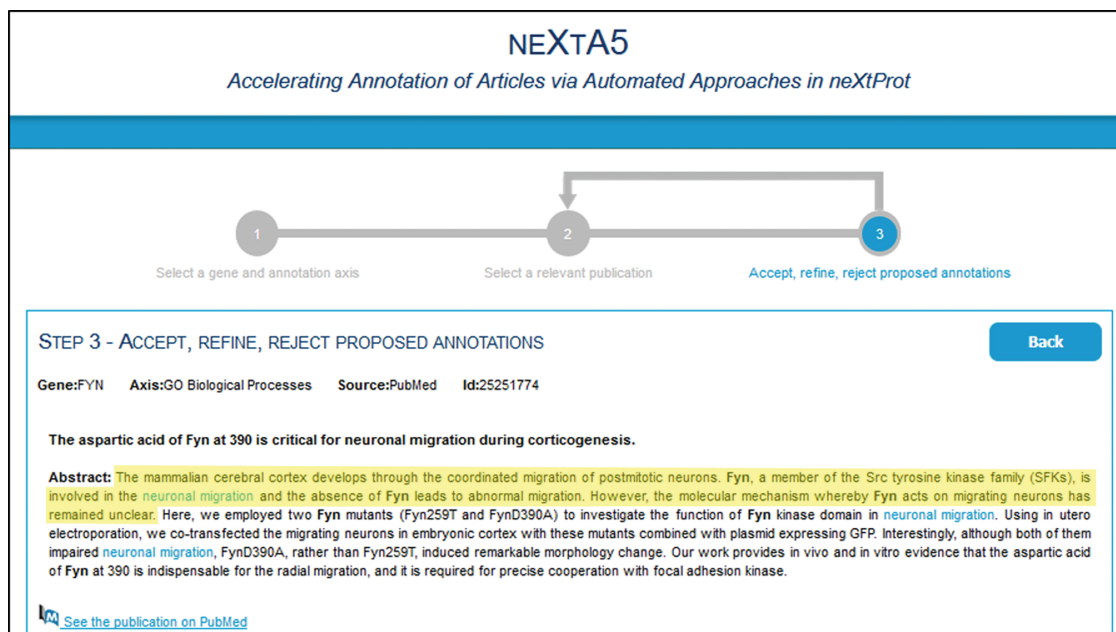 NEXTA5
Accelerating Annotation of Articles via Automated Approaches in neXtProt
1
2
3
Select a gene and annotation axis
Select a relevant publication
Accept, refine, reject proposed annotations
STEP 3 - ACCEPT, REFINE, REJECT PROPOSED ANNOTATIONS
Back
Gene:FYN Axis:GO Biological Processes Source:PubMed Id:25251774
The aspartic acid of Fyn at 390 is critical for neuronal migration during corticogenesis.
Abstract: The mammalian cerebral cortex develops through the coordinated migration of postmitotic neurons. Fyn, a member of the Src tyrosine kinase family (SFKs), is
involved in the neuronal migration and the absence of Fyn leads to abnormal migration. However, the molecular mechanism whereby Fyn acts on migrating neurons has
remained unclear. Here, we employed two Fyn mutants (Fyn259T and FynD390A) to investigate the function of Fyn kinase domain in neuronal migration. Using in utero
electroporation, we co-transfected the migrating neurons in embryonic cortex with these mutants combined with plasmid expressing GFP. Interestingly, although both of them
impaired neuronal migration, FynD390A, rather than Fyn259T, induced remarkable morphology change. Our work provides in vivo and in vitro evidence that the aspartic acid
of Fyn at 390 is indispensable for the radial migration, and it is required for precise cooperation with focal adhesion kinase.
M
See the publication on PubMed